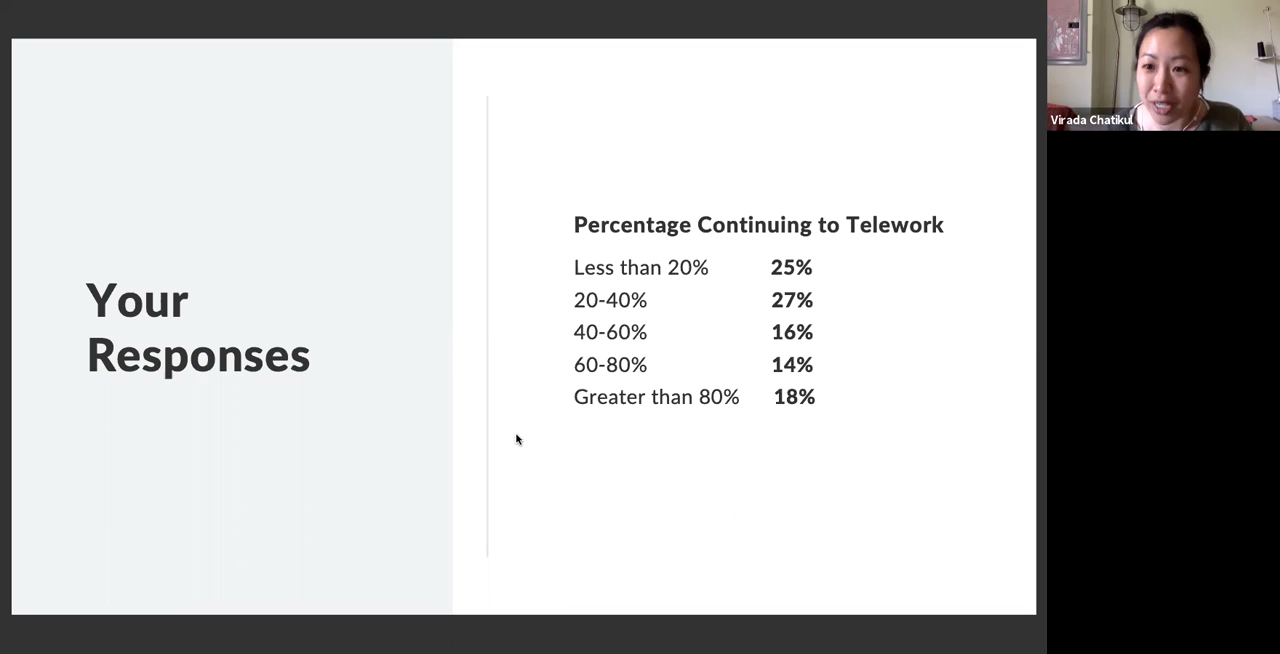 Your
Responses
Percentage Continuing to Telework
Less than 20% 25%
20-40% 27%
40-60% 16%
60-80% 14%
Greater than 80% 18%
Virada Chatikul